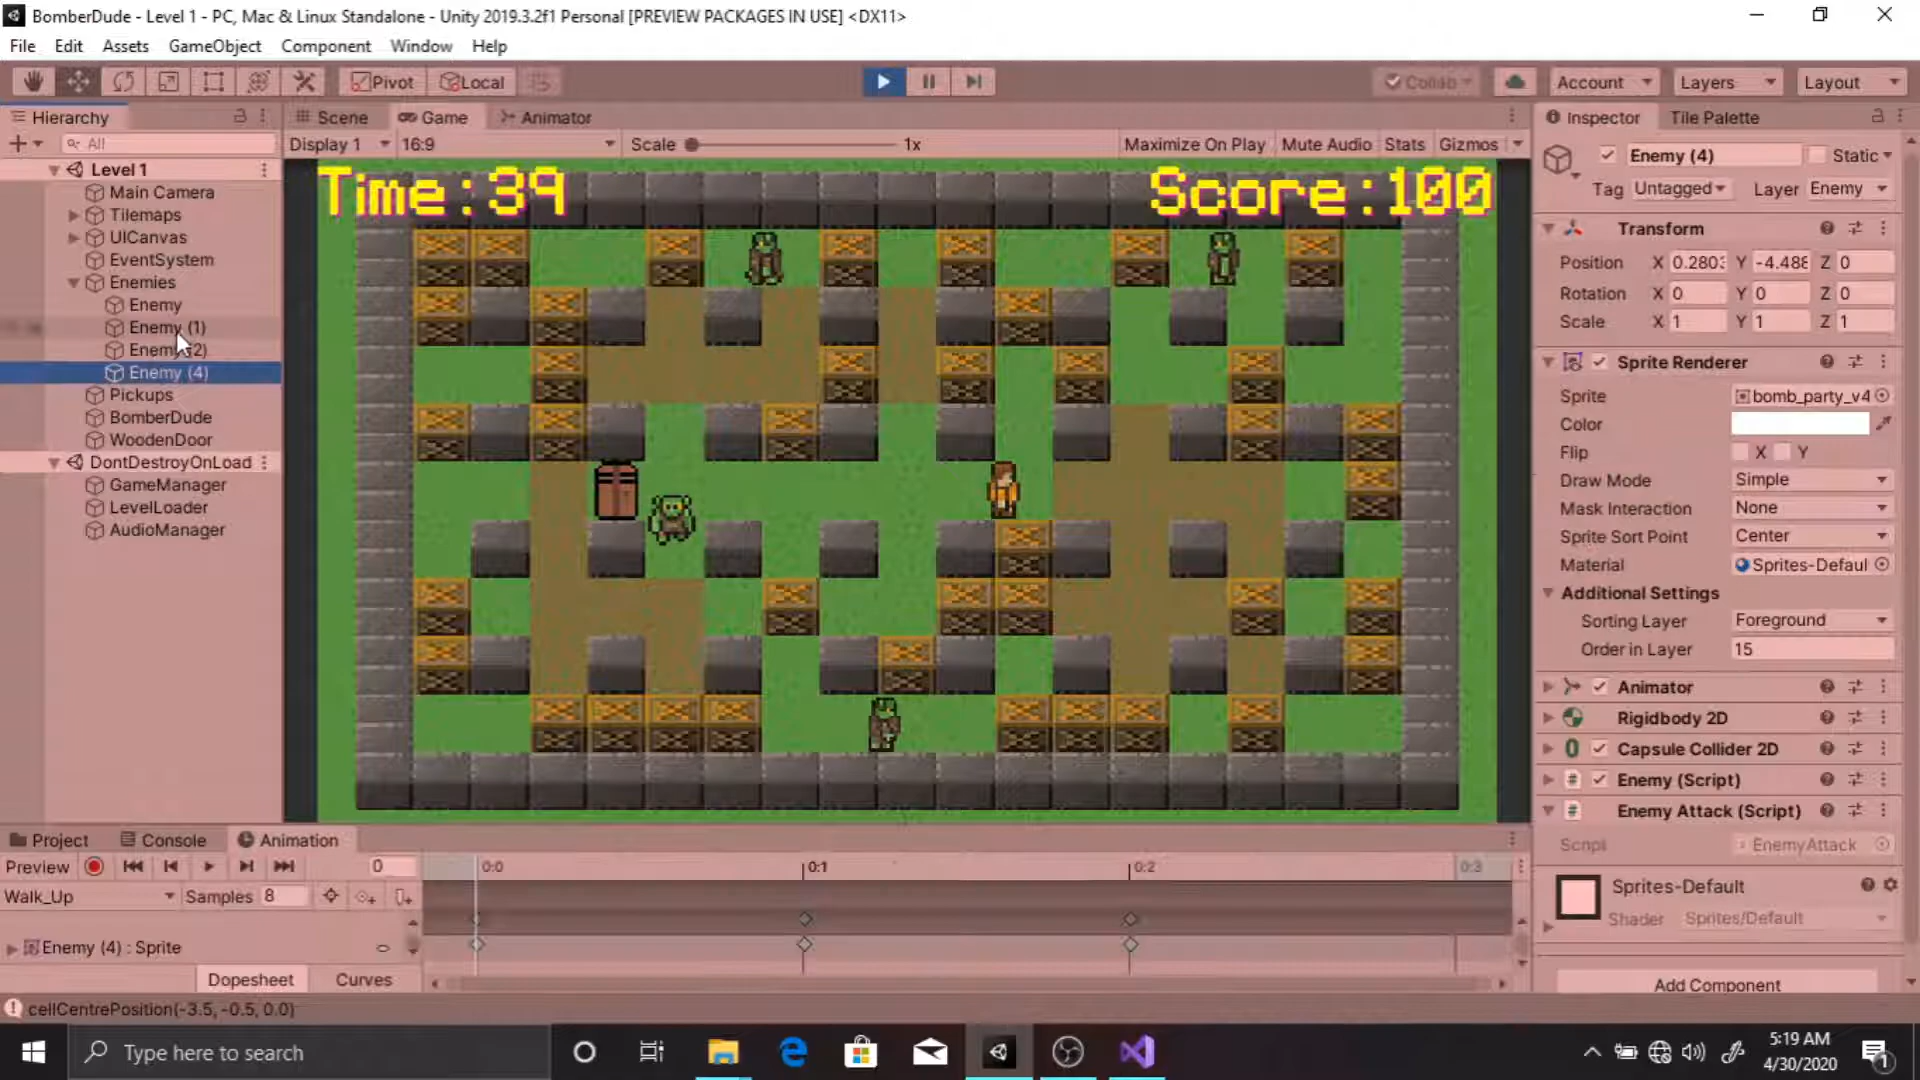 BomberDude - Level 1 - PC, Mac & Linux Standalone - Unity 2019.3.2f1 Personal [PREVIEW PACKAGES IN USE] <DX11>
File Edit Assets GameObject Component Window Help
Pivot Local Collab Account Layers Layout
Hierarchy
All
Level 1
Main Camera
Tilemaps
UICanvas
EventSystem
Enemies
Enemy
Enemy (1)
Enemy (2)
Enemy (4)
Pickups
BomberDude
WoodenDoor
DontDestroyOnLoad
GameManager
LevelLoader
AudioManager
Scene Game Animator
Display 1 16:9 Scale 1x Maximize On Play Mute Audio Stats Gizmos
Time:39 Score:100
Inspector Tile Palette
Enemy (4) Static
Tag Untagged Layer Enemy
Transform
Position X 0.2803 Y -4.486 Z 0
Rotation X 0 Y 0 Z 0
Scale X 1 Y 1 Z 1
Sprite Renderer
Sprite bomb_party_v4
Color
Flip X Y
Draw Mode Simple
Mask Interaction None
Sprite Sort Point Center
Material Sprites-Defaul
Additional Settings
Sorting Layer Foreground
Order in Layer 15
Animator
Rigidbody 2D
Capsule Collider 2D
Enemy (Script)
Enemy Attack (Script)
Script EnemyAttack
Sprites-Default
Shader Sprites/Default
Add Component
Project Console Animation
Preview 0 0:0 0:1 0:2 0:3
Walk_Up Samples 8
Enemy (4) : Sprite
Dopesheet Curves
cellCentrePosition(-3.5, -0.5, 0.0)
Type here to search
5:19 AM
4/30/2020
1